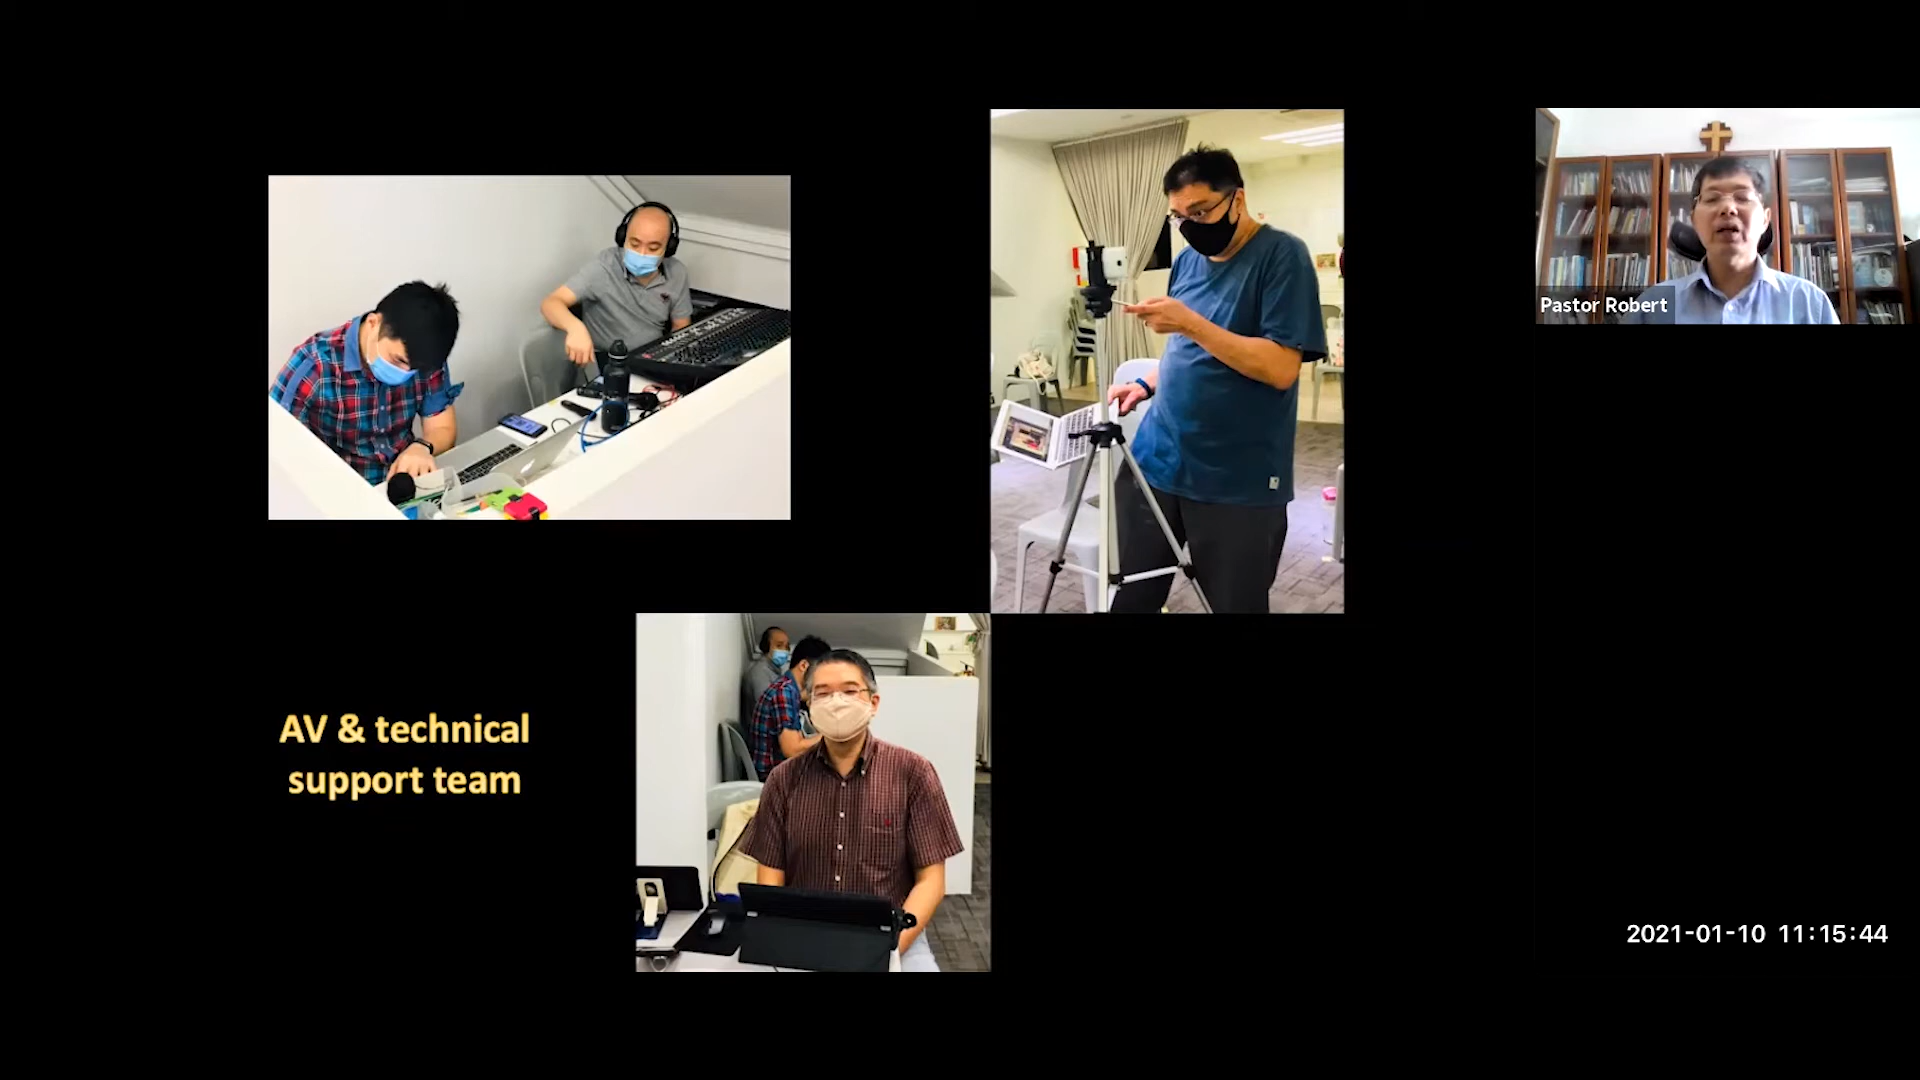 Pastor Robert
AV & technical
support team
2021-01-10 11:15:44